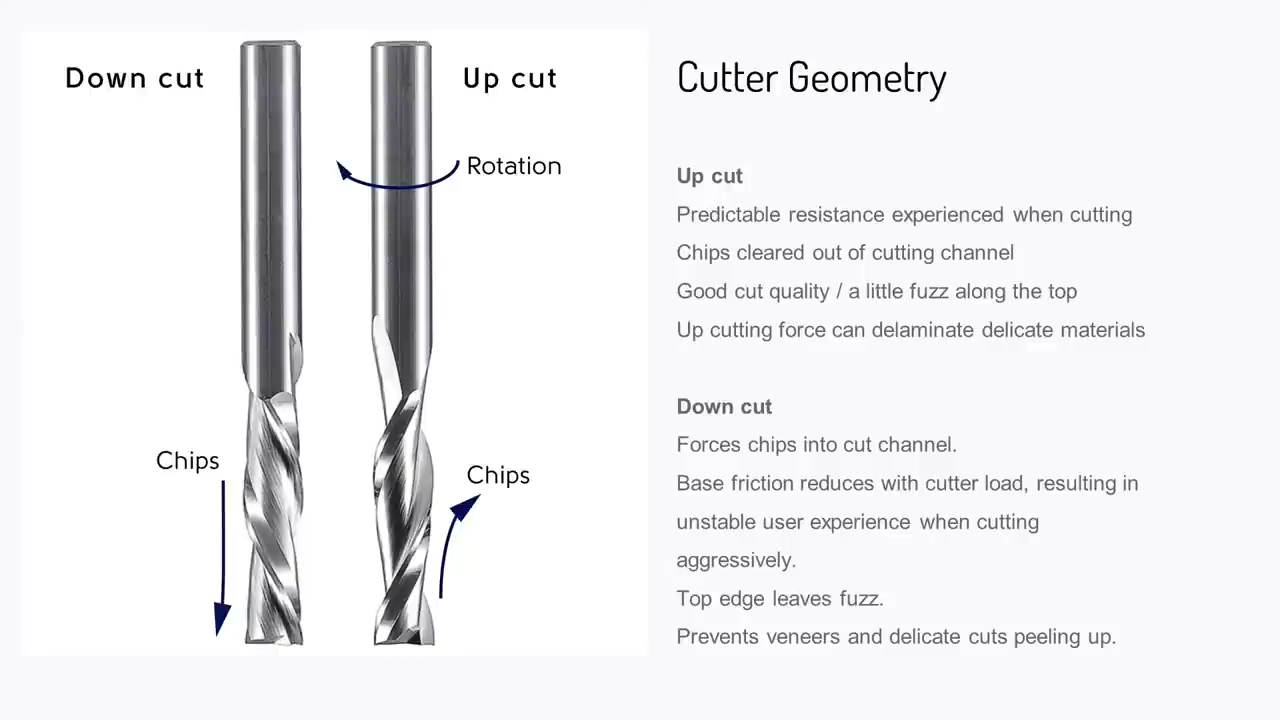 Down cut
Up cut
Rotation
Chips
Chips
Cutter Geometry
Up cut
Predictable resistance experienced when cutting
Chips cleared out of cutting channel
Good cut quality / a little fuzz along the top
Up cutting force can delaminate delicate materials
Down cut
Forces chips into cut channel.
Base friction reduces with cutter load, resulting in
unstable user experience when cutting
aggressively.
Top edge leaves fuzz.
Prevents veneers and delicate cuts peeling up.